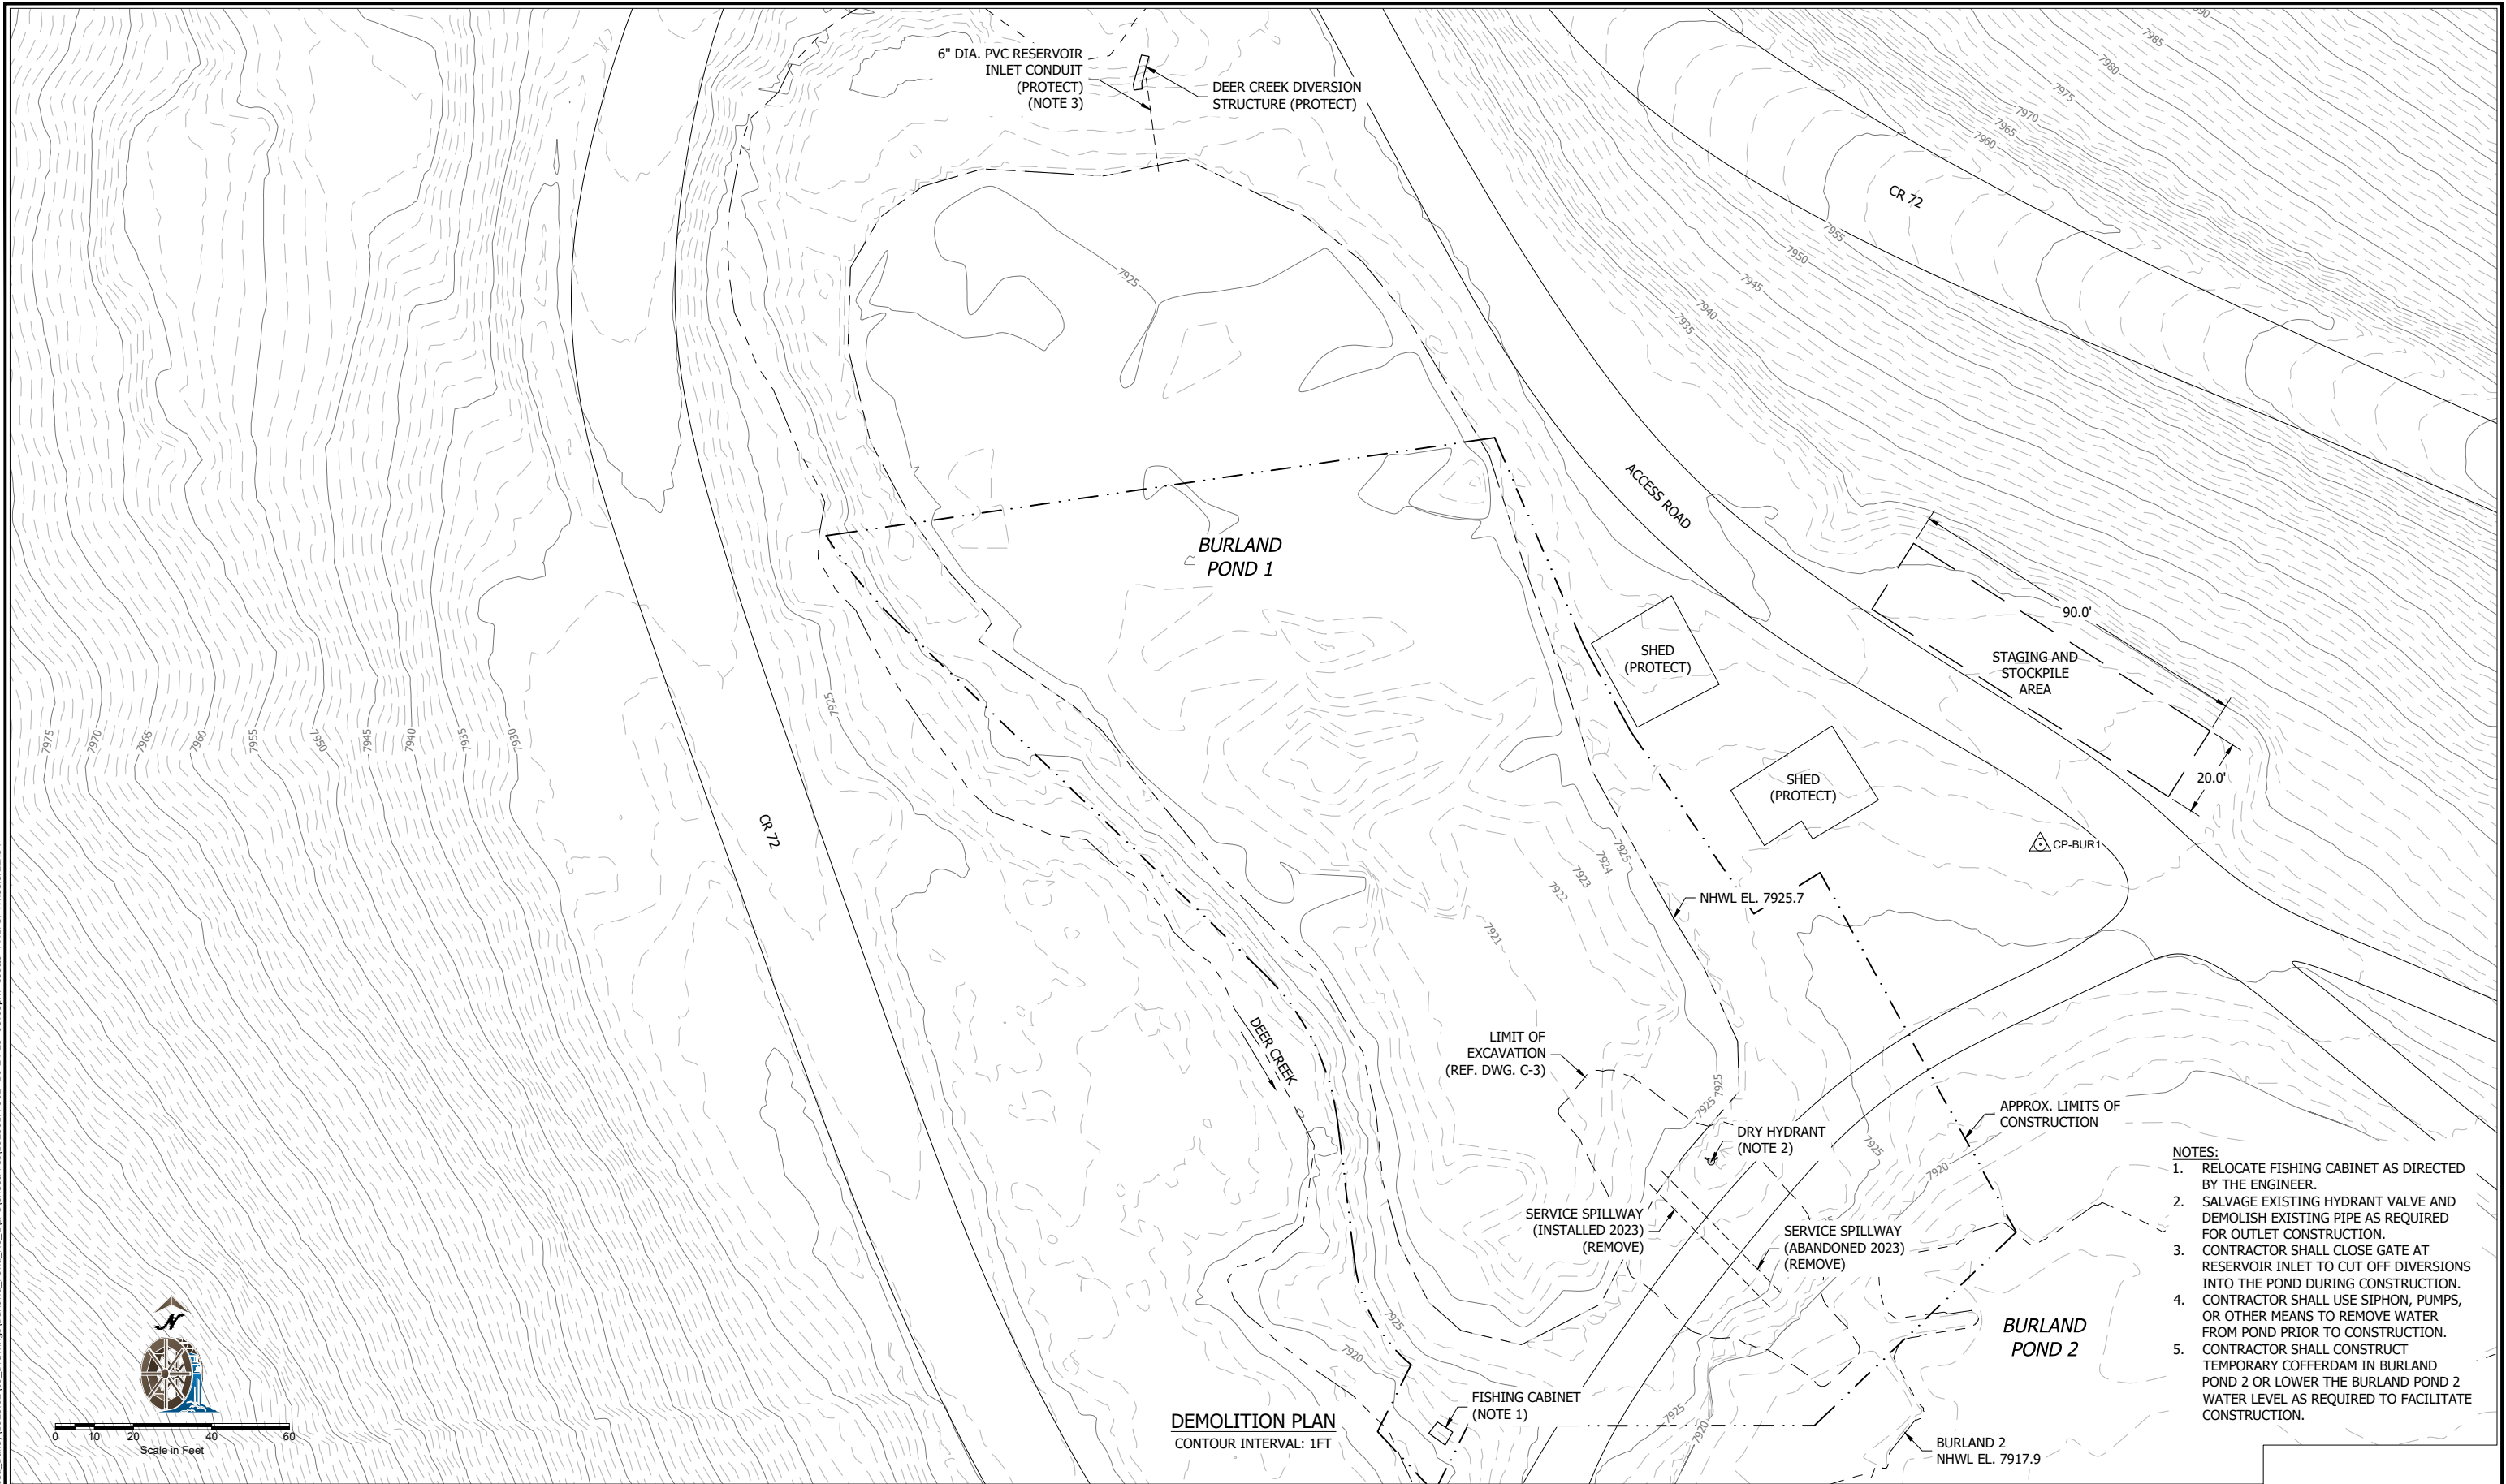 6" DIA. PVC RESERVOIR
INLET CONDUIT
(PROTECT)
(NOTE 3)
DEER CREEK DIVERSION
STRUCTURE (PROTECT)
7990
7985
7980
7975
7970
7965
7960
CR 72
7955
7950
7945
7940
7935
7925
ACCESS ROAD
BURLAND
POND 1
90.0'
SHED
(PROTECT)
STAGING AND
STOCKPILE
AREA
7925
7975
7970
7965
7960
7955
7950
7945
7940
7935
7930
SHED
(PROTECT)
20.0'
CR 72
CP-BUR1
7925
7924
7923
7922
7921
NHWL EL. 7925.7
DEER CREEK
LIMIT OF
EXCAVATION
(REF. DWG. C-3)
7925
7925
APPROX. LIMITS OF
CONSTRUCTION
DRY HYDRANT
(NOTE 2)
7925
7920
SERVICE SPILLWAY
(INSTALLED 2023)
(REMOVE)
SERVICE SPILLWAY
(ABANDONED 2023)
(REMOVE)
NOTES:
1. RELOCATE FISHING CABINET AS DIRECTED
BY THE ENGINEER.
2. SALVAGE EXISTING HYDRANT VALVE AND
DEMOLISH EXISTING PIPE AS REQUIRED
FOR OUTLET CONSTRUCTION.
3. CONTRACTOR SHALL CLOSE GATE AT
RESERVOIR INLET TO CUT OFF DIVERSIONS
INTO THE POND DURING CONSTRUCTION.
4. CONTRACTOR SHALL USE SIPHON, PUMPS,
OR OTHER MEANS TO REMOVE WATER
FROM POND PRIOR TO CONSTRUCTION.
5. CONTRACTOR SHALL CONSTRUCT
TEMPORARY COFFERDAM IN BURLAND
POND 2 OR LOWER THE BURLAND POND 2
WATER LEVEL AS REQUIRED TO FACILITATE
CONSTRUCTION.
BURLAND
POND 2
7925
7920
FISHING CABINET
(NOTE 1)
7925
7920
BURLAND 2
NHWL EL. 7917.9
DEMOLITION PLAN
CONTOUR INTERVAL: 1FT
N
0 10 20 40 60
Scale in Feet